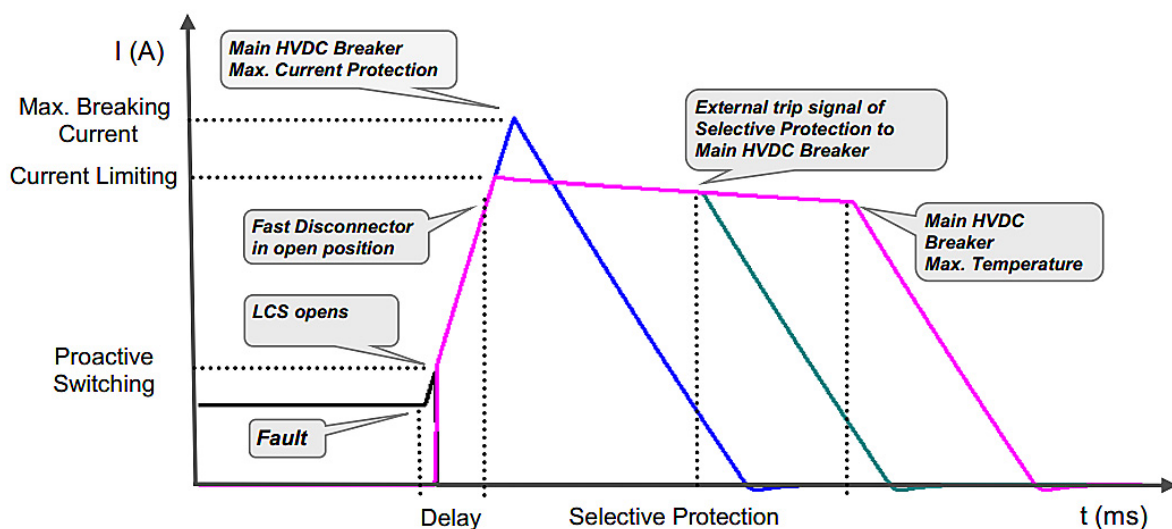 I (A)
Main HVDC Breaker
Max. Current Protection
Max. Breaking
Current
External trip signal of
Selective Protection to
Main HVDC Breaker
Current Limiting
Fast Disconnector
in open position
Main HVDC
Breaker
Max. Temperature
LCS opens
Proactive
Switching
Fault
Delay
Selective Protection
t (ms)